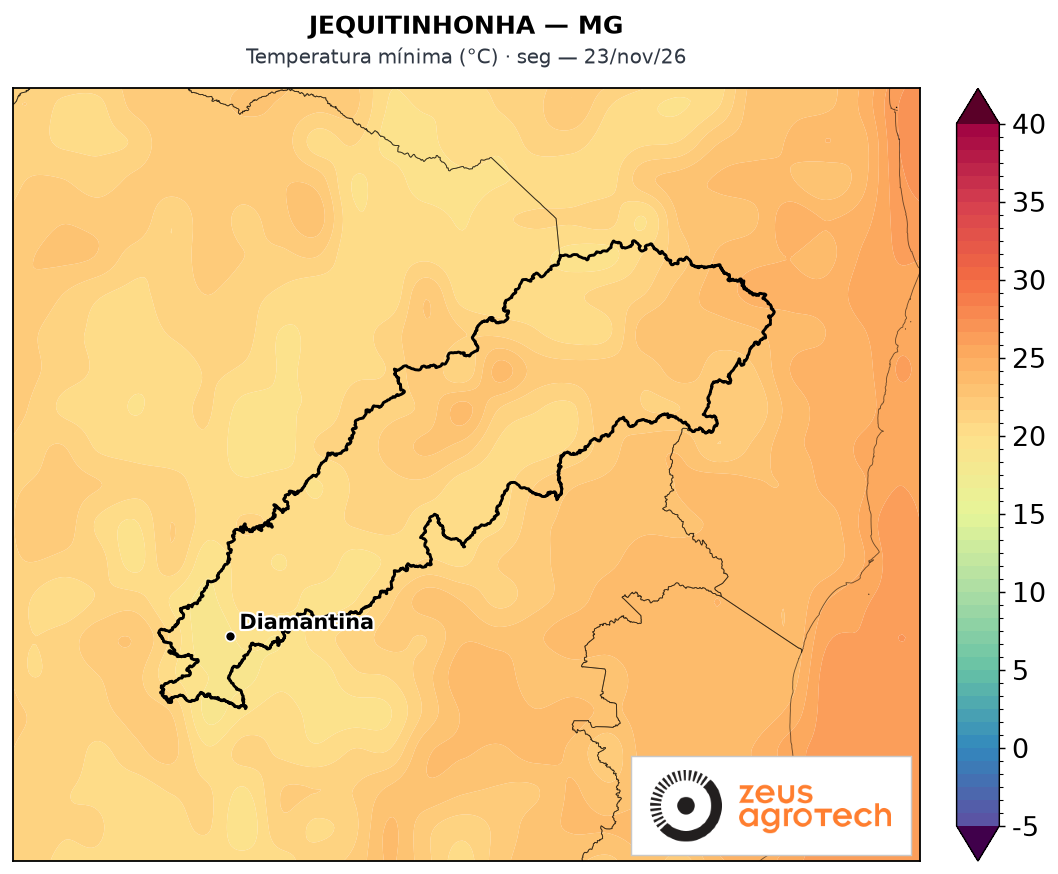 JEQUITINHONHA — MG
Temperatura mínima (°C) · seg — 23/nov/26
40
35
30
25
20
15
10
5
0
-5
Diamantina
zeus
agrotech